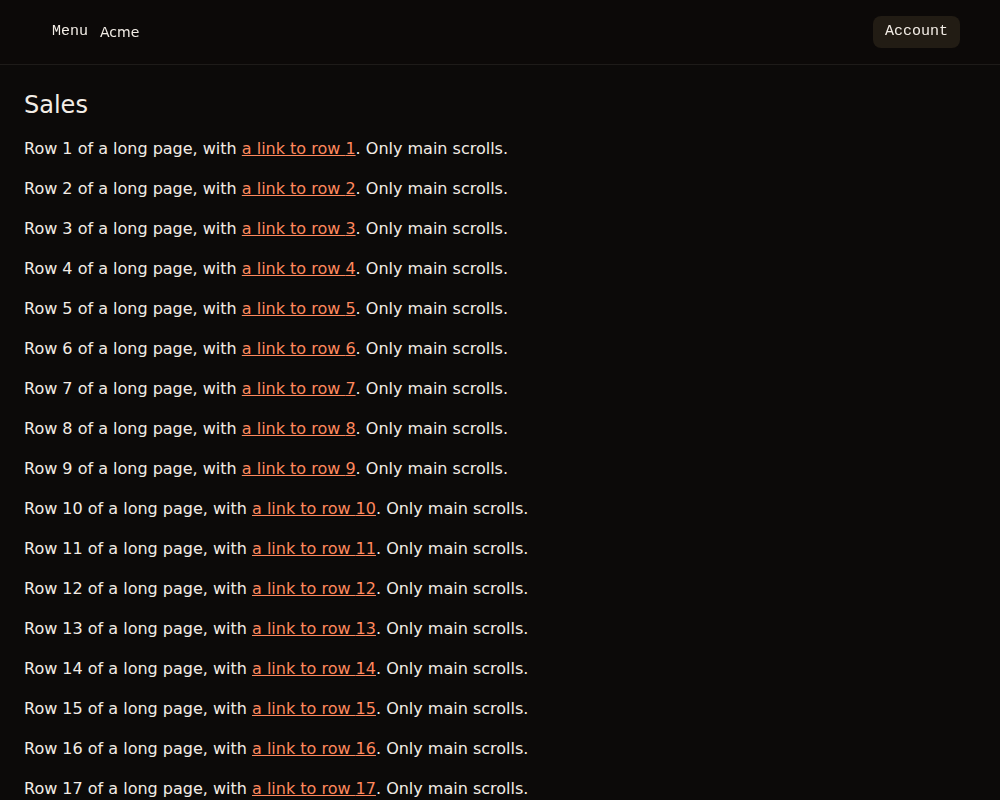 Menu Acme Account
Sales
Row 1 of a long page, with a link to row 1. Only main scrolls.
Row 2 of a long page, with a link to row 2. Only main scrolls.
Row 3 of a long page, with a link to row 3. Only main scrolls.
Row 4 of a long page, with a link to row 4. Only main scrolls.
Row 5 of a long page, with a link to row 5. Only main scrolls.
Row 6 of a long page, with a link to row 6. Only main scrolls.
Row 7 of a long page, with a link to row 7. Only main scrolls.
Row 8 of a long page, with a link to row 8. Only main scrolls.
Row 9 of a long page, with a link to row 9. Only main scrolls.
Row 10 of a long page, with a link to row 10. Only main scrolls.
Row 11 of a long page, with a link to row 11. Only main scrolls.
Row 12 of a long page, with a link to row 12. Only main scrolls.
Row 13 of a long page, with a link to row 13. Only main scrolls.
Row 14 of a long page, with a link to row 14. Only main scrolls.
Row 15 of a long page, with a link to row 15. Only main scrolls.
Row 16 of a long page, with a link to row 16. Only main scrolls.
Row 17 of a long page, with a link to row 17. Only main scrolls.